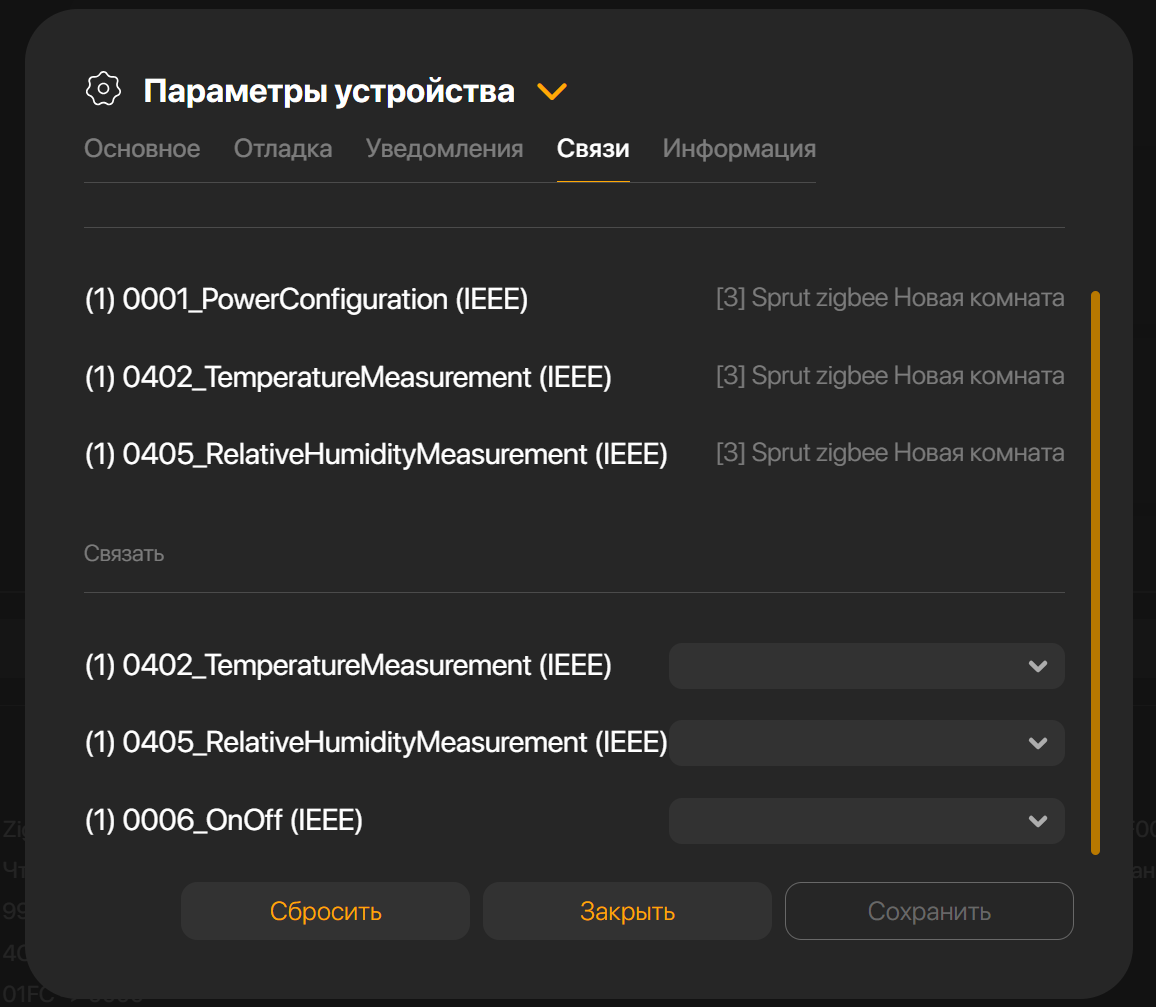 Параметры устройства
Основное Отладка Уведомления Связи Информация
(1) 0001_PowerConfiguration (IEEE) [3] Sprut zigbee Новая комната
(1) 0402_TemperatureMeasurement (IEEE) [3] Sprut zigbee Новая комната
(1) 0405_RelativeHumidityMeasurement (IEEE) [3] Sprut zigbee Новая комната
Связать
(1) 0402_TemperatureMeasurement (IEEE)
(1) 0405_RelativeHumidityMeasurement (IEEE)
(1) 0006_OnOff (IEEE)
Сбросить Закрыть Сохранить